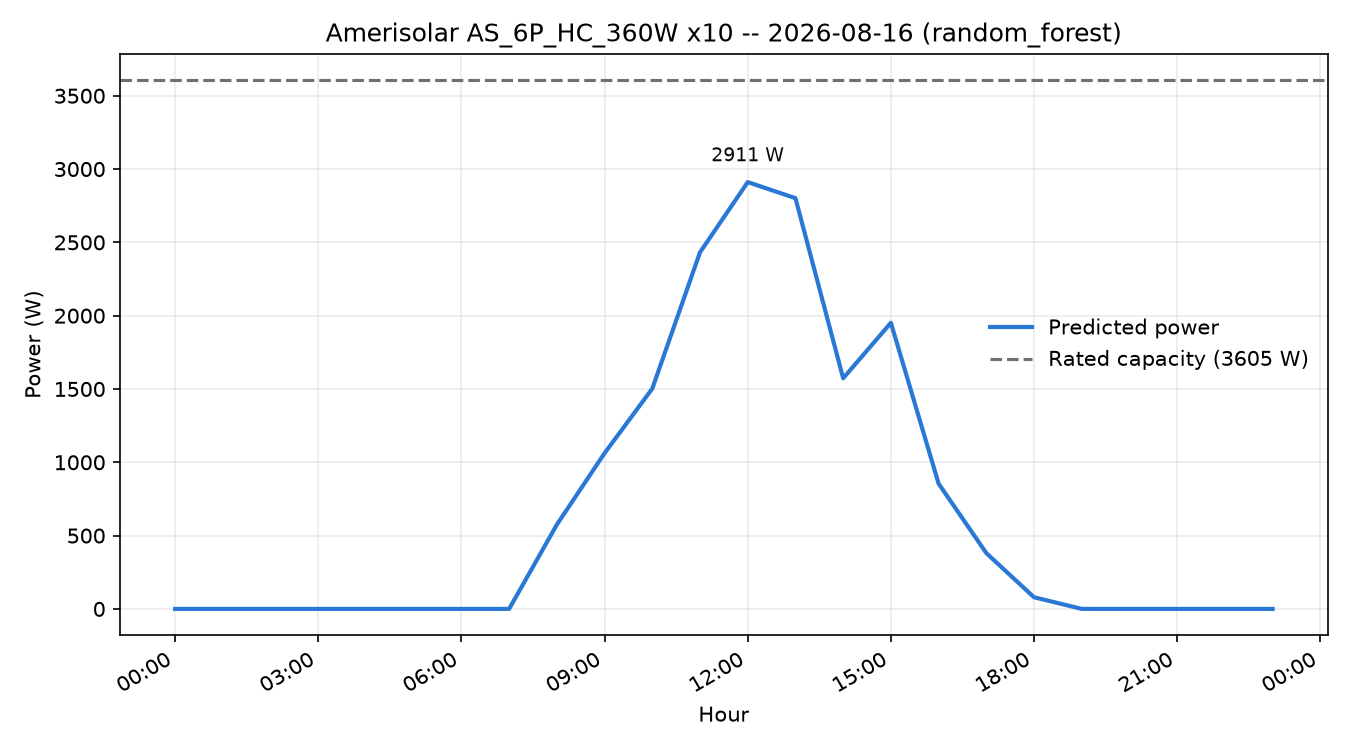 Amerisolar AS_6P_HC_360W x10 -- 2026-08-16 (random_forest)
3500
3000
2500
2000
1500
1000
500
0
Power (W)
2911 W
Predicted power
Rated capacity (3605 W)
00:00
03:00
06:00
09:00
12:00
15:00
18:00
21:00
00:00
Hour